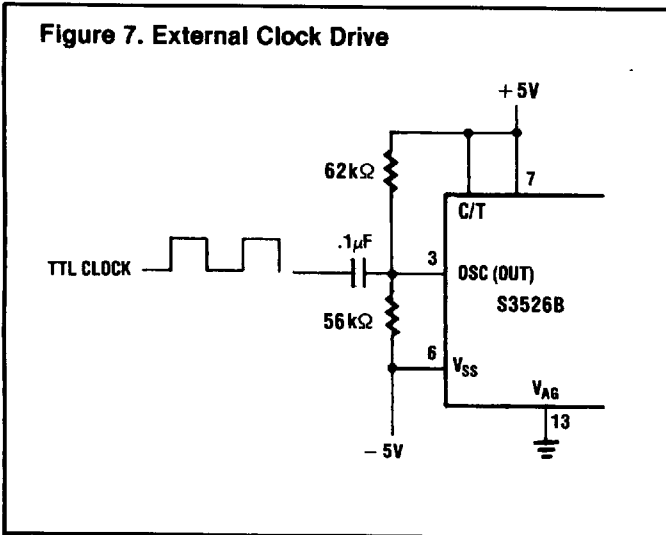 Figure 7. External Clock Drive
+5V
62kΩ
7
C/T
.1µF
3
TTL CLOCK
OSC (OUT)
S3526B
56kΩ
6
VSS
VAG
13
−5V